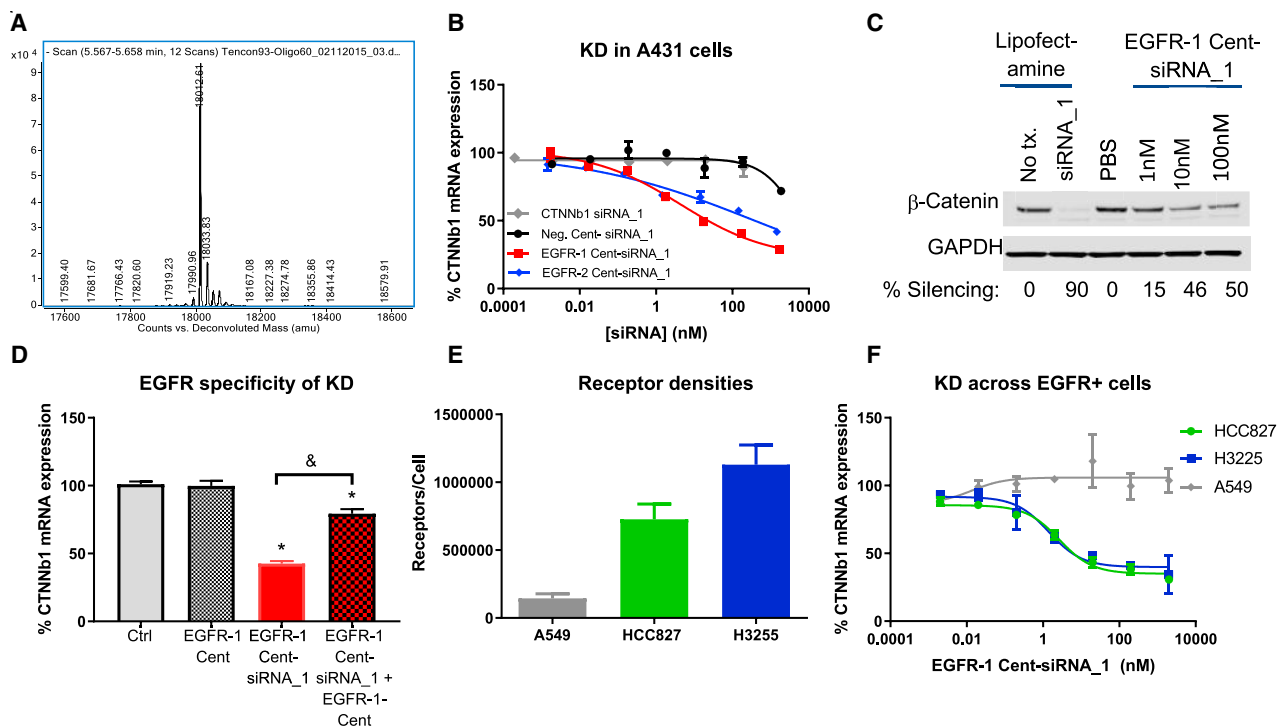 A
- Scan (5.567-5.658 min, 12 Scans) Tencon93-Oligo60_02112015_03.d...
x10 4
9
8
7
6
5
4
3
2
1
0
18012.61
18033.83
17990.96
17599.40
17681.67
17766.43
17820.60
17919.23
18167.08
18227.38
18274.78
18355.86
18414.43
18579.91
17600
17800
18000
18200
18400
18600
Counts vs. Deconvoluted Mass (amu)
B
KD in A431 cells
% CTNNb1 mRNA expression
150
100
50
0
CTNNb1 siRNA_1
Neg. Cent- siRNA_1
EGFR-1 Cent-siRNA_1
EGFR-2 Cent-siRNA_1
0.0001
0.01
1
100
10000
[siRNA] (nM)
C
Lipofect-
amine
EGFR-1 Cent-
siRNA_1
No tx.
siRNA_1
PBS
1nM
10nM
100nM
β-Catenin
GAPDH
% Silencing: 0 90 0 15 46 50
D
EGFR specificity of KD
% CTNNb1 mRNA expression
150
100
50
0
&
*
*
Ctrl
EGFR-1
Cent
EGFR-1
Cent-
siRNA_1
EGFR-1
Cent-
siRNA_1 +
EGFR-1-
Cent
E
Receptor densities
Receptors/Cell
1500000
1000000
500000
0
A549
HCC827
H3255
F
KD across EGFR+ cells
% CTNNb1 mRNA expression
150
100
50
0
HCC827
H3225
A549
0.0001
0.01
1
100
10000
EGFR-1 Cent-siRNA_1 (nM)